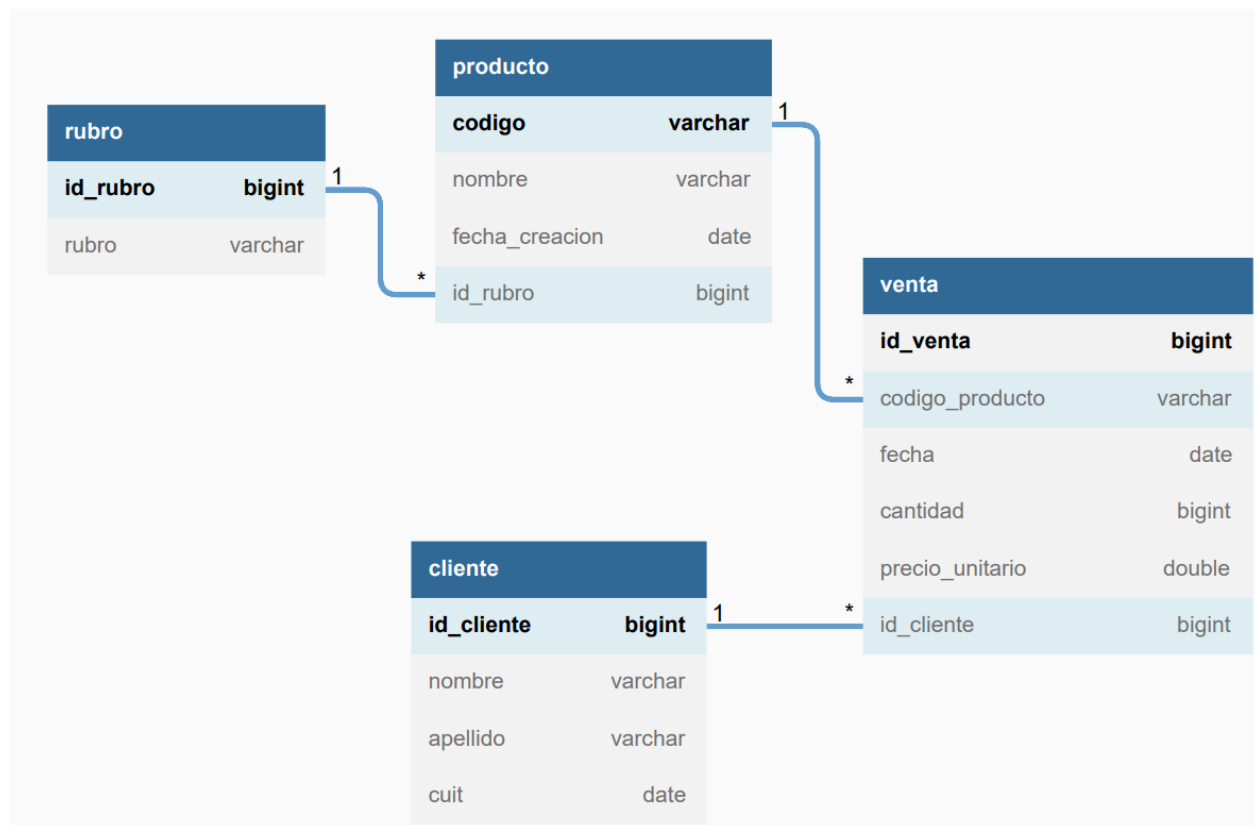 rubro
id_rubro bigint 1
rubro varchar
producto
codigo varchar 1
nombre varchar
fecha_creacion date
* id_rubro bigint
venta
id_venta bigint
* codigo_producto varchar
fecha date
cantidad bigint
precio_unitario double
* id_cliente bigint
cliente
id_cliente bigint 1
nombre varchar
apellido varchar
cuit date